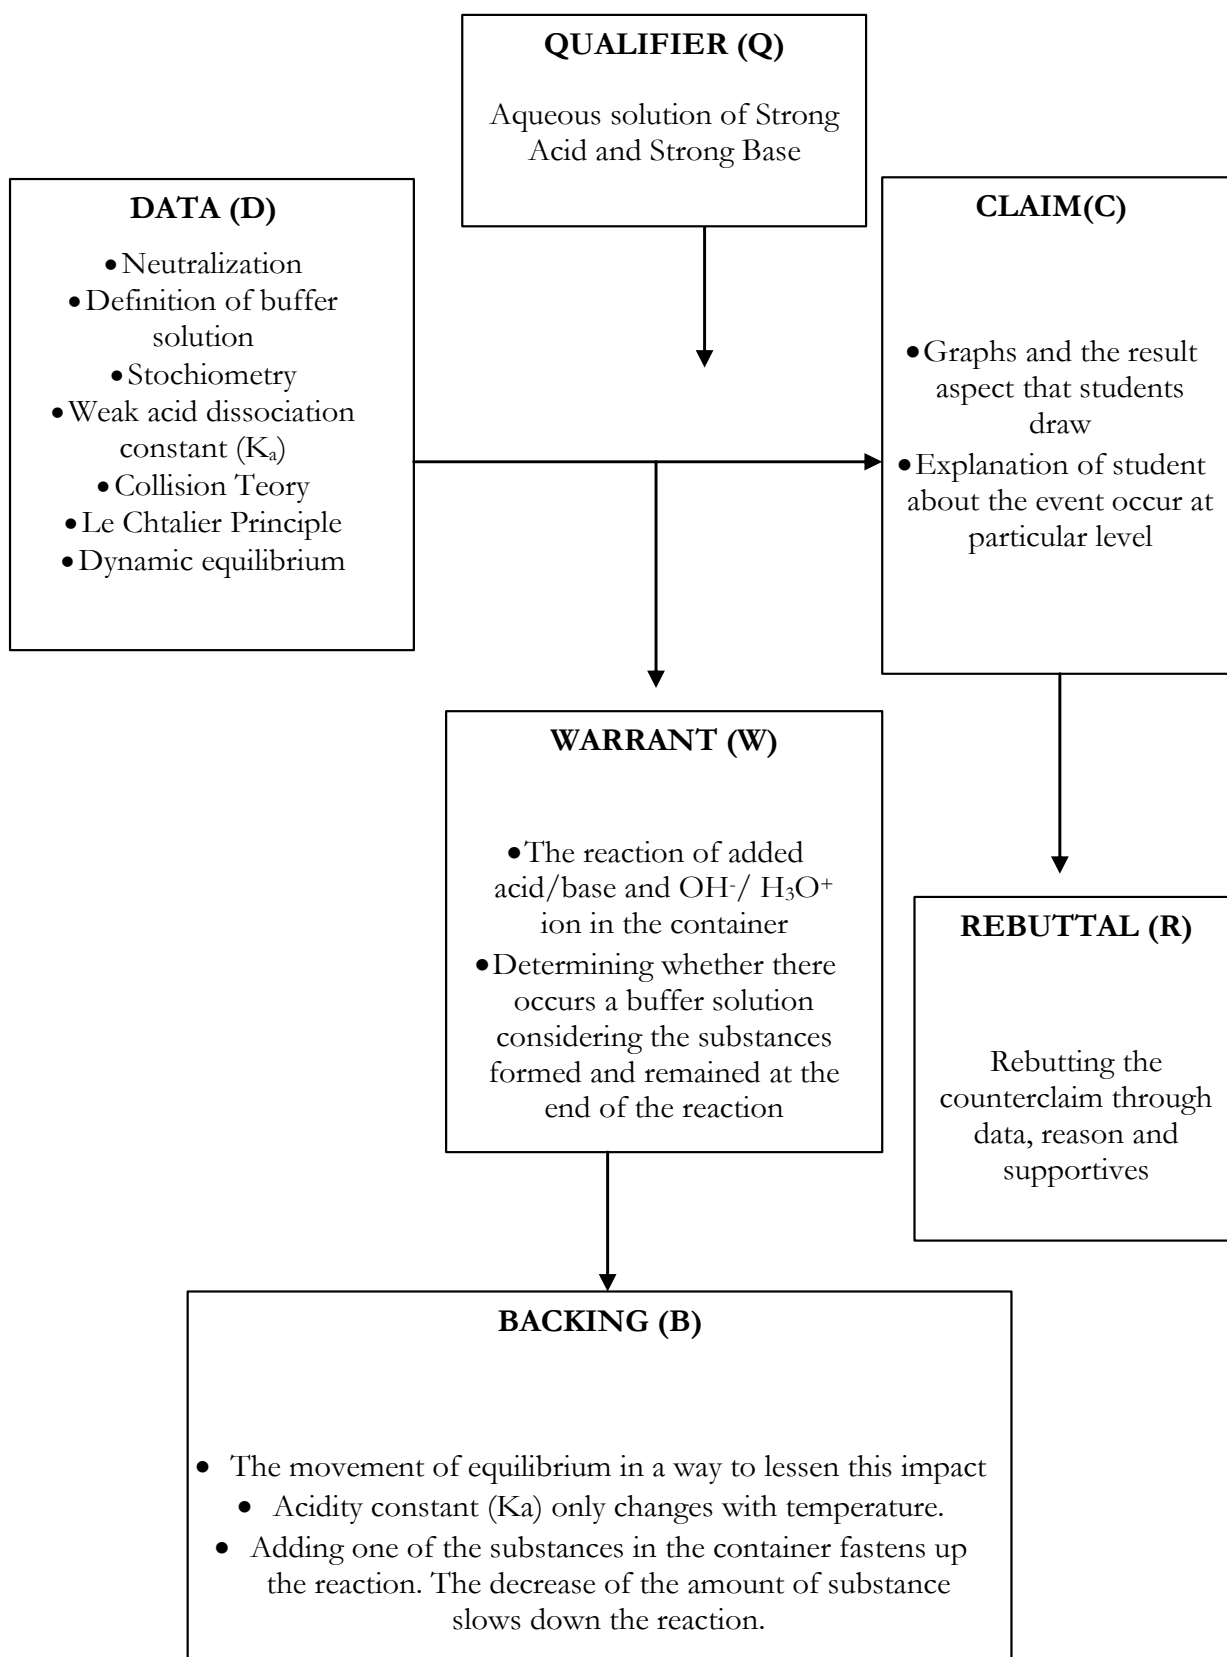 QUALIFIER (Q)
Aqueous solution of Strong
Acid and Strong Base
DATA (D)
•Neutralization
•Definition of buffer
solution
•Stochiometry
•Weak acid dissociation
constant (Kₐ)
•Collision Teory
•Le Chtalier Principle
•Dynamic equilibrium
CLAIM(C)
•Graphs and the result
aspect that students
draw
•Explanation of student
about the event occur at
particular level
WARRANT (W)
•The reaction of added
acid/base and OH⁻/ H₃O⁺
ion in the container
•Determining whether there
occurs a buffer solution
considering the substances
formed and remained at the
end of the reaction
REBUTTAL (R)
Rebutting the
counterclaim through
data, reason and
supportives
BACKING (B)
• The movement of equilibrium in a way to lessen this impact
• Acidity constant (Ka) only changes with temperature.
• Adding one of the substances in the container fastens up
the reaction. The decrease of the amount of substance
slows down the reaction.